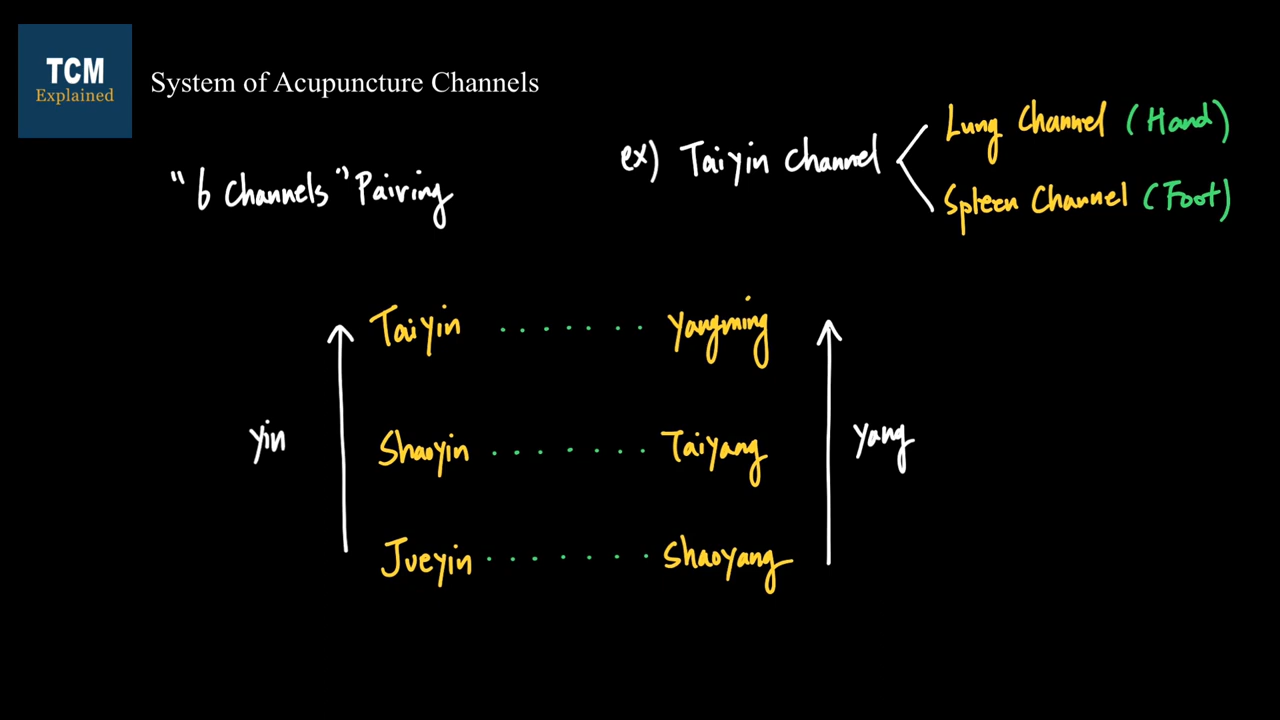 TCM
Explained
System of Acupuncture Channels
"6 Channels" Pairing
ex) Taiyin Channel
Lung Channel (Hand)
Spleen Channel (Foot)
Taiyin ....... Yangming
yin
yang
Shaoyin ....... Taiyang
Jueyin ....... Shaoyang